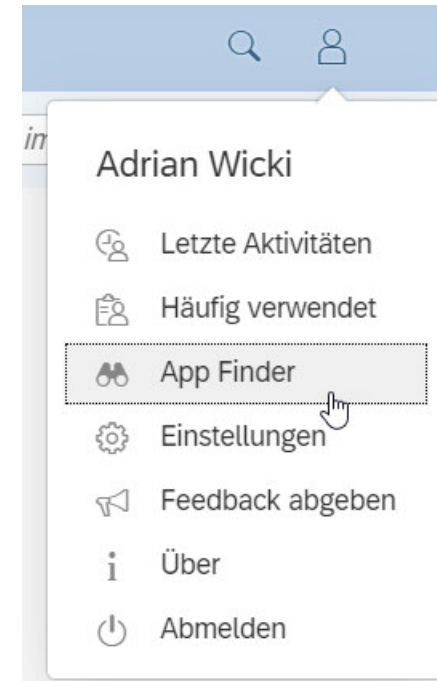 Adrian Wicki
Letzte Aktivitäten
Häufig verwendet
App Finder
Einstellungen
Feedback abgeben
Über
Abmelden